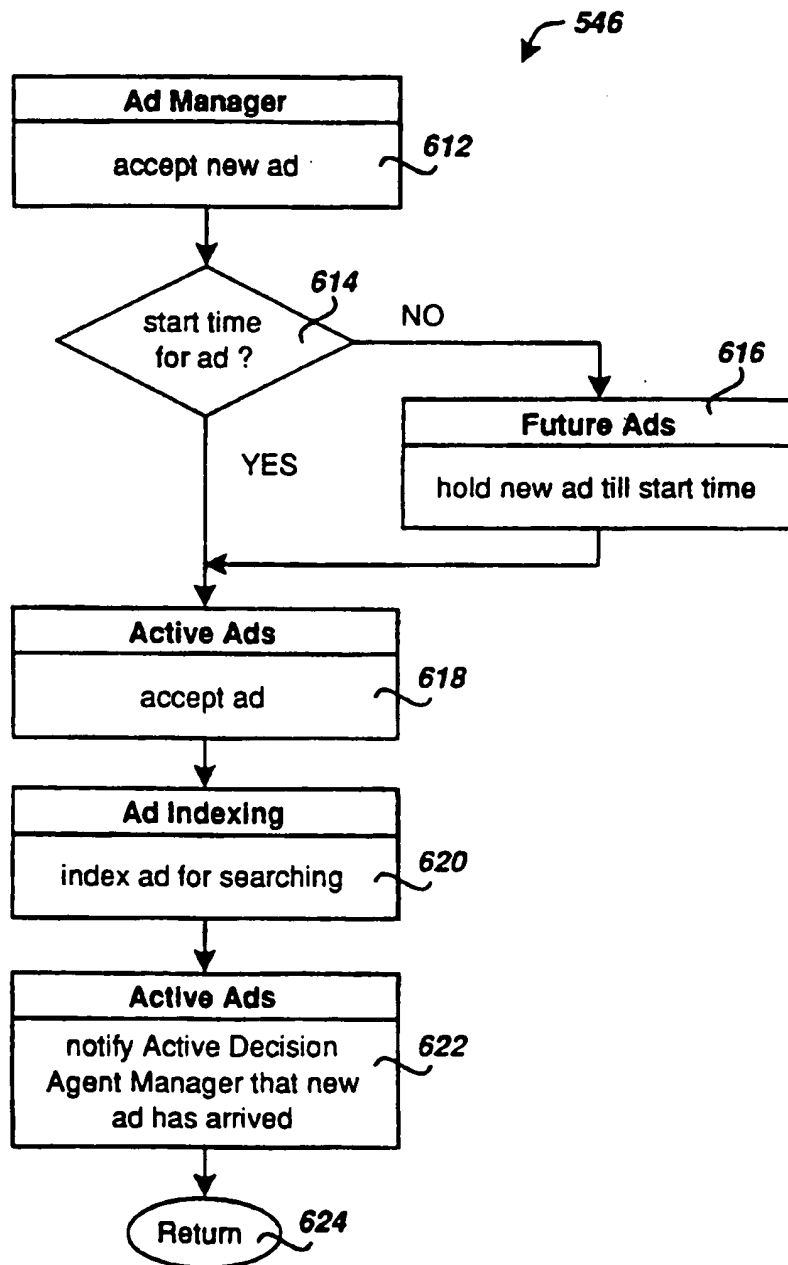 546
Ad Manager
accept new ad
612
start time
for ad ?
614
NO
616
Future Ads
hold new ad till start time
YES
Active Ads
accept ad
618
Ad Indexing
index ad for searching
620
Active Ads
notify Active Decision
Agent Manager that new
ad has arrived
622
Return
624